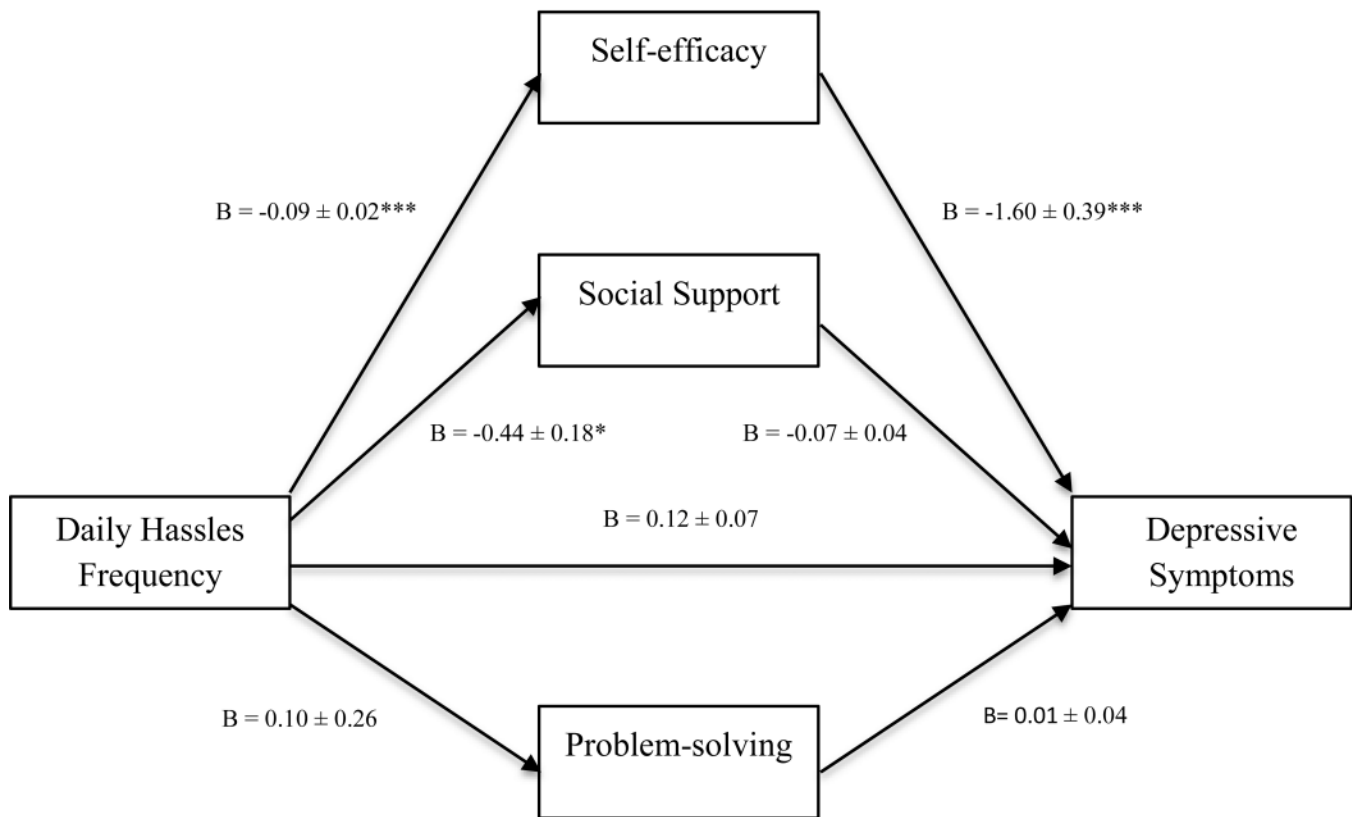 Self-efficacy
B = -0.09 ± 0.02***
B = -1.60 ± 0.39***
Social Support
B = -0.44 ± 0.18*
B = -0.07 ± 0.04
Daily Hassles
Frequency
B = 0.12 ± 0.07
Depressive
Symptoms
B = 0.10 ± 0.26
Problem-solving
B= 0.01 ± 0.04